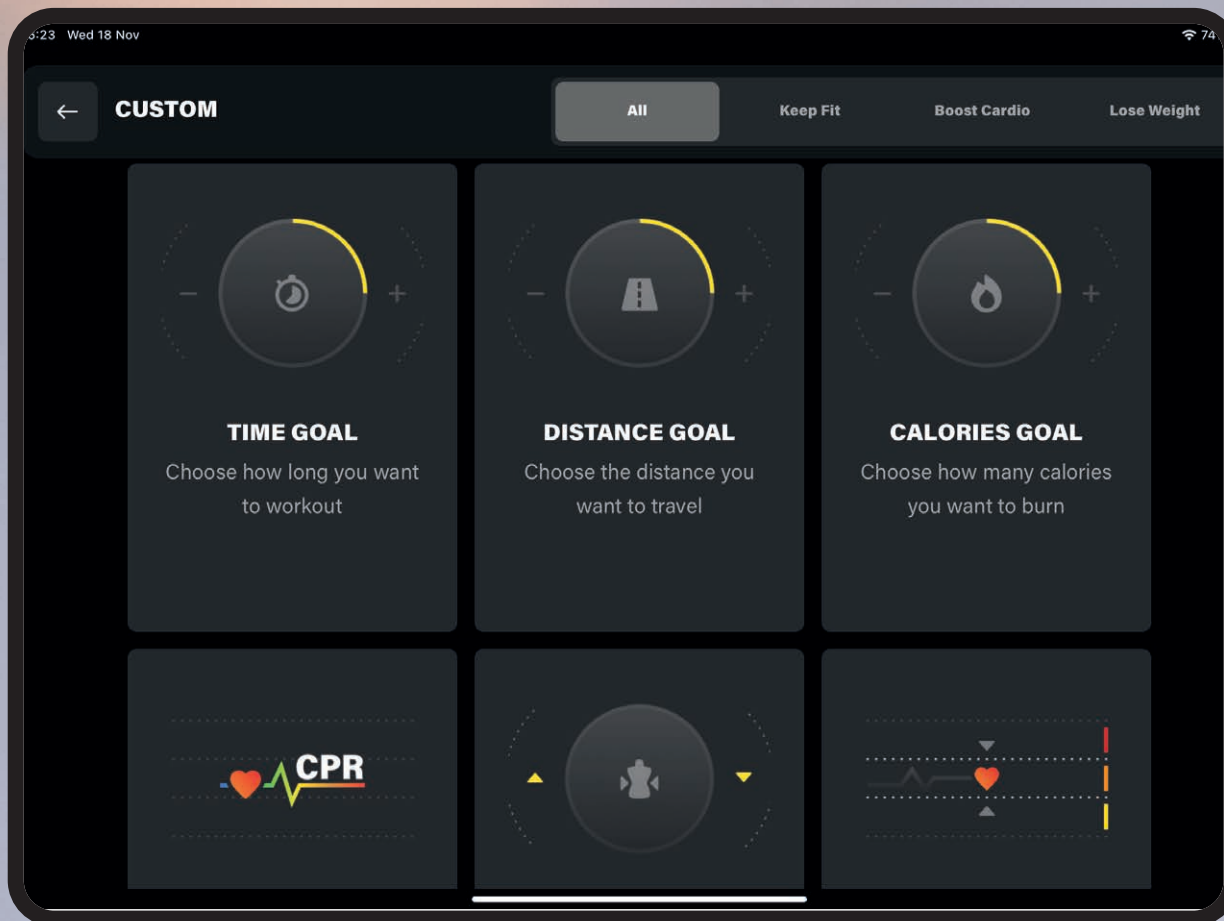 :23 Wed 18 Nov
74
CUSTOM
All
Keep Fit
Boost Cardio
Lose Weight
TIME GOAL
Choose how long you want
to workout
DISTANCE GOAL
Choose the distance you
want to travel
CALORIES GOAL
Choose how many calories
you want to burn
CPR